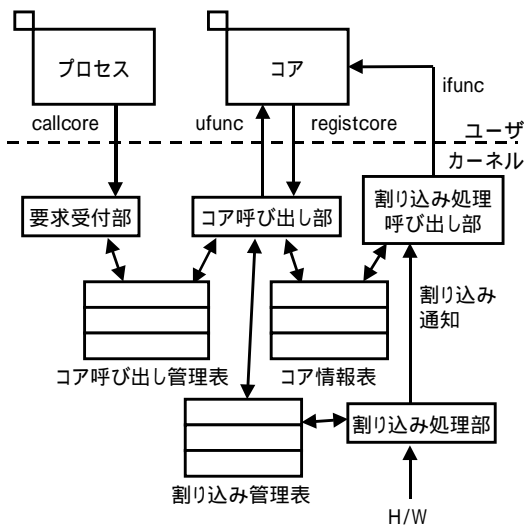 プロセス
コア
ifunc
callcore
ufunc
registcore
ユーザ
カーネル
要求受付部
コア呼び出し部
割り込み処理
呼び出し部
割り込み
通知
コア呼び出し管理表
コア情報表
割り込み処理部
割り込み管理表
H/W